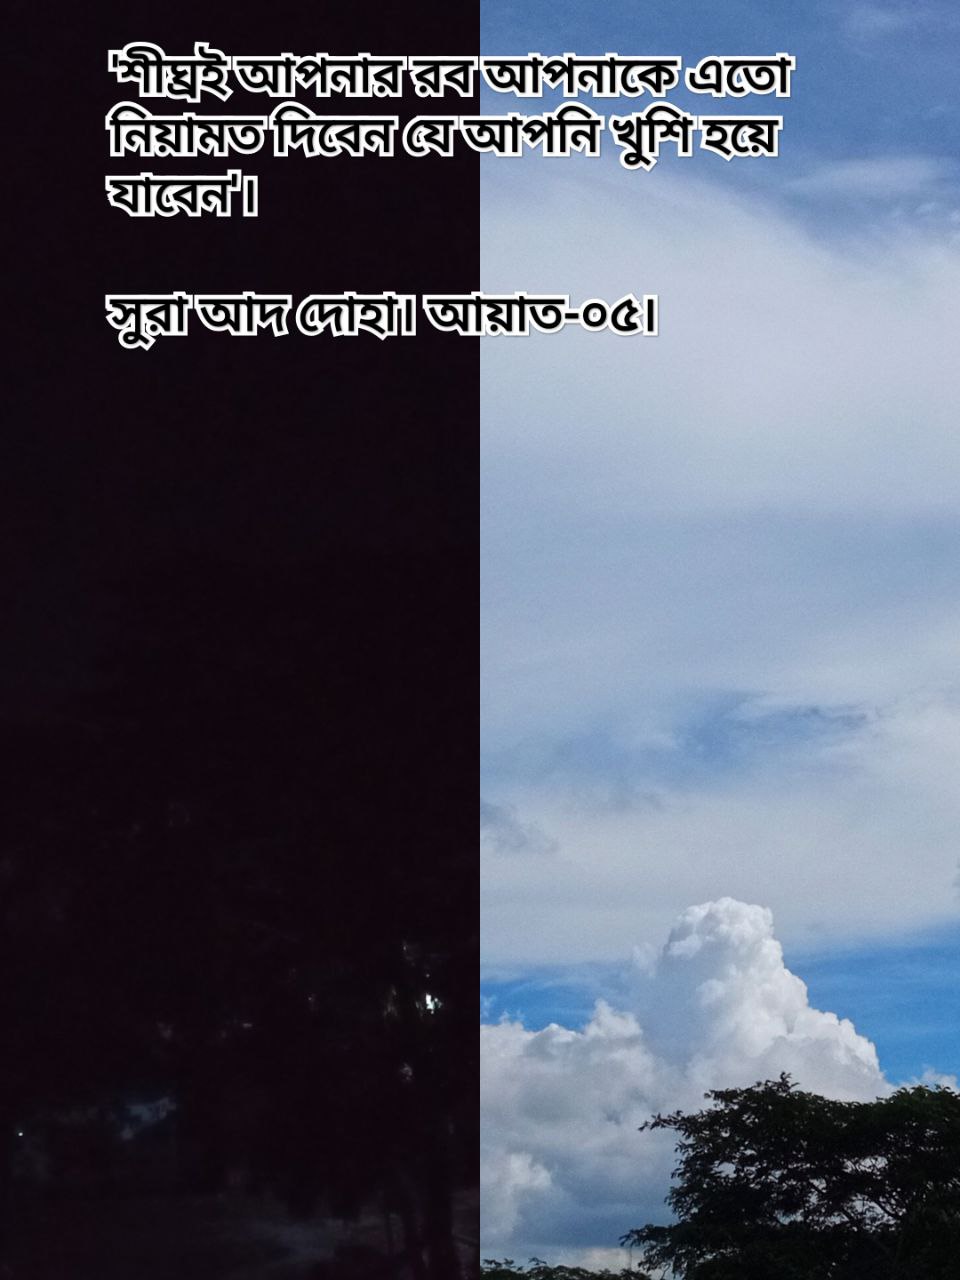 'শীঘ্রই আপনার রব আপনাকে এতো
নিয়ামত দিবেন যে আপনি খুশি হয়ে
যাবেন'।
সুরা আদ দোহা। আয়াত-০৫।